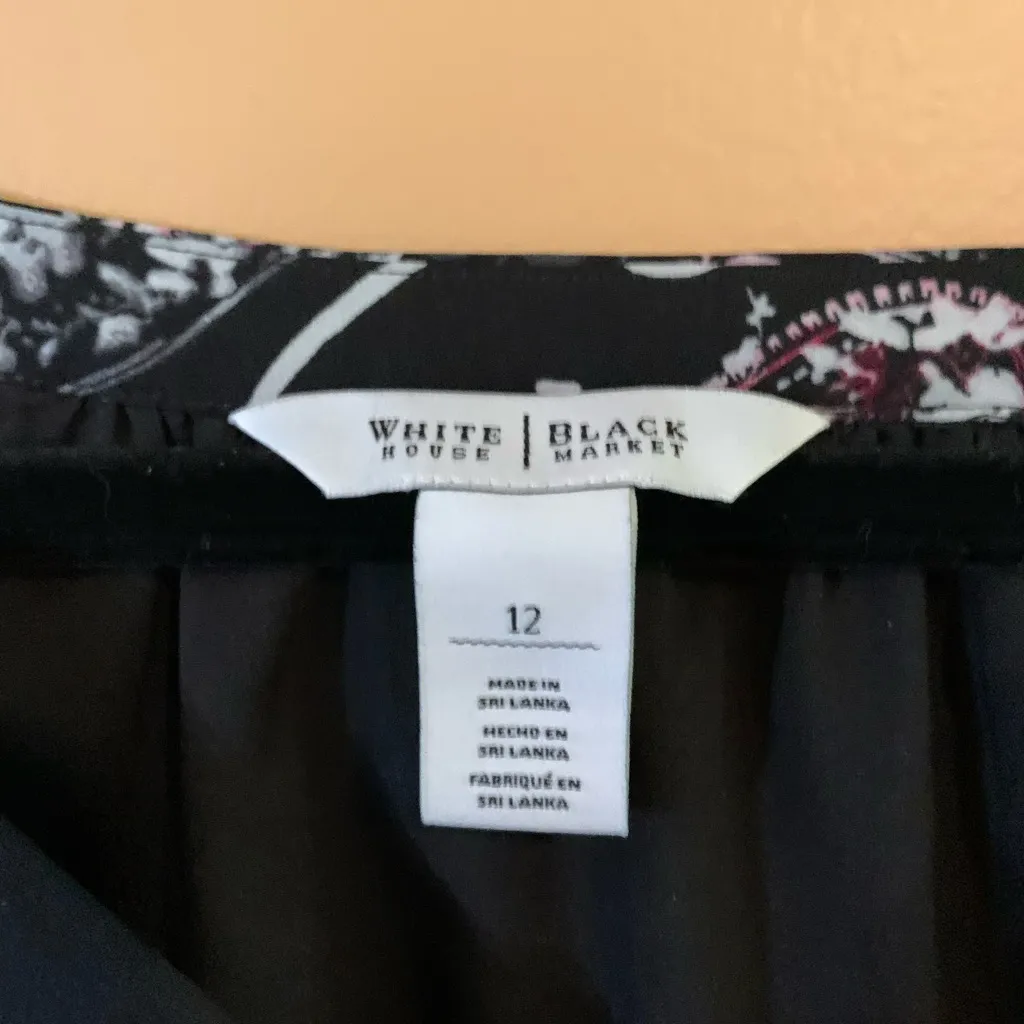 WHITE HOUSE | BLACK MARKET
12
MADE IN
SRI LANKA
HECHO EN
SRI LANKA
FABRIQUÉ EN
SRI LANKA